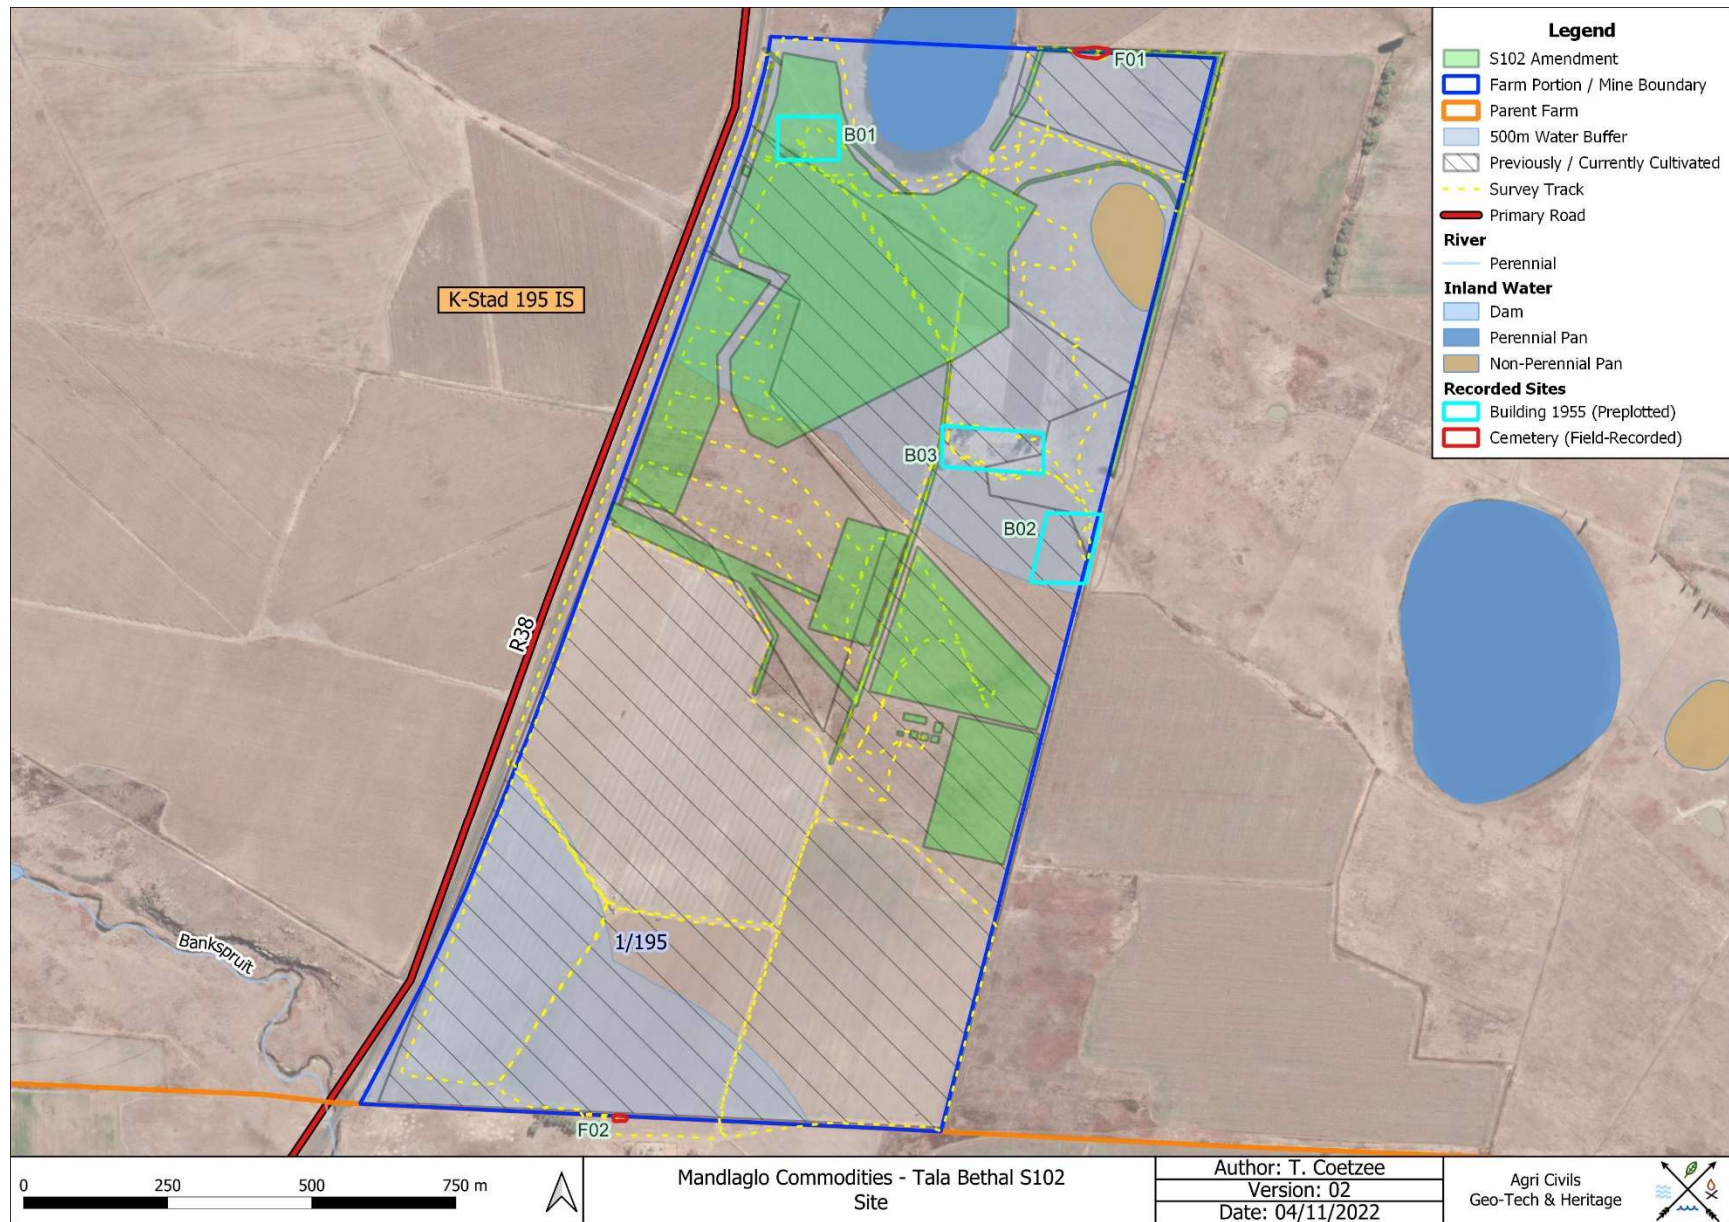 Legend
S102 Amendment
Farm Portion / Mine Boundary
Parent Farm
500m Water Buffer
Previously / Currently Cultivated
Survey Track
Primary Road
River
Perennial
Inland Water
Dam
Perennial Pan
Non-Perennial Pan
Recorded Sites
Building 1955 (Preplotted)
Cemetery (Field-Recorded)
F01
B01
K-Stad 195 IS
B03
B02
R38
1/195
Bankspruit
F02
0 250 500 750 m
Mandlaglo Commodities - Tala Bethal S102
Site
Author: T. Coetzee
Version: 02
Date: 04/11/2022
Agri Civils
Geo-Tech & Heritage